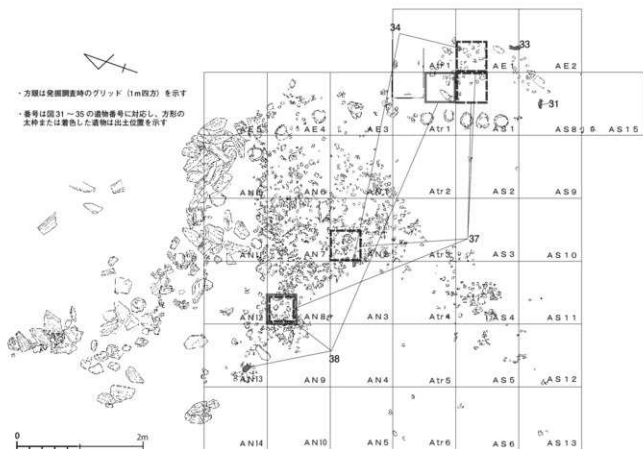 34
33
Atr1 AE1 AE2
・方眼は発掘調査時のグリッド（1m四方）を示す
・番号は図31～35の遺物番号に対応し、方形の
太枠または着色した遺物は出土位置を示す
31
AE5 AE4 AE3 Atr1 AS1 AS8 AS15
AN6 AN1 Atr2 AS2 AS9
AN11 AN7 AN2 Atr3 AS3 AS10
37
AN12 AN8 AN3 Atr4 AS4 AS11
38
AN13 AN9 AN4 Atr5 AS5 AS12
0 2m
AN14 AN10 AN5 Atr6 AS6 AS13